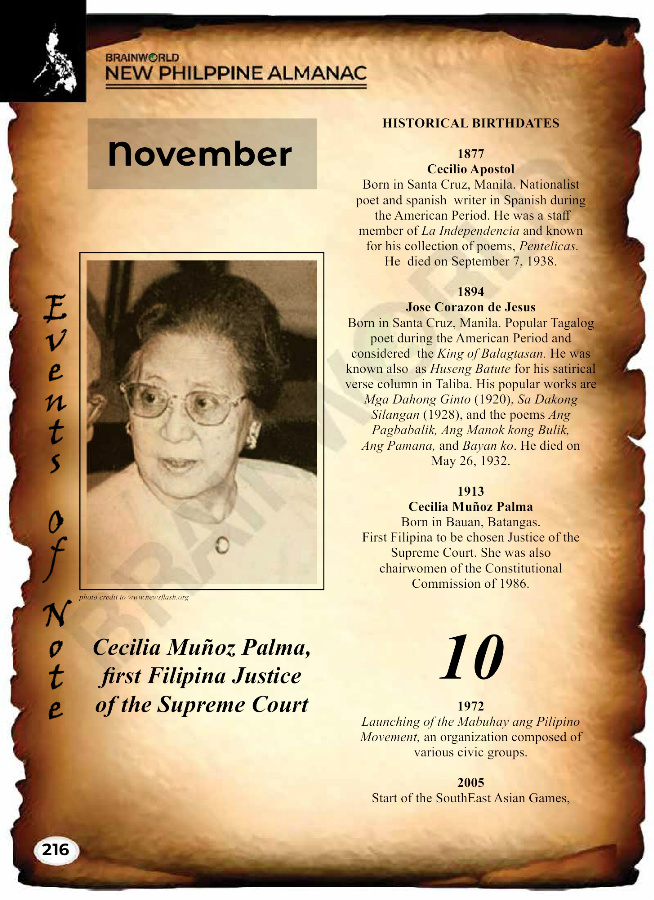 BRAINWORLD
NEW PHILPPINE ALMANAC
November
Events of Note
photo credit to www.newsflash.org
Cecilia Muñoz Palma,
first Filipina Justice
of the Supreme Court
HISTORICAL BIRTHDATES
1877
Cecilio Apostol
Born in Santa Cruz, Manila. Nationalist
poet and spanish writer in Spanish during
the American Period. He was a staff
member of La Independencia and known
for his collection of poems, Pentelicas.
He died on September 7, 1938.
1894
Jose Corazon de Jesus
Born in Santa Cruz, Manila. Popular Tagalog
poet during the American Period and
considered the King of Balagtasan. He was
known also as Huseng Batute for his satirical
verse column in Taliba. His popular works are
Mga Dahong Ginto (1920), Sa Dakong
Silangan (1928), and the poems Ang
Pagbabalik, Ang Manok kong Bulik,
Ang Pamana, and Bayan ko. He died on
May 26, 1932.
1913
Cecilia Muñoz Palma
Born in Bauan, Batangas.
First Filipina to be chosen Justice of the
Supreme Court. She was also
chairwomen of the Constitutional
Commission of 1986.
10
1972
Launching of the Mabuhay ang Pilipino
Movement, an organization composed of
various civic groups.
2005
Start of the SouthEast Asian Games,
216
BRAINWORLD